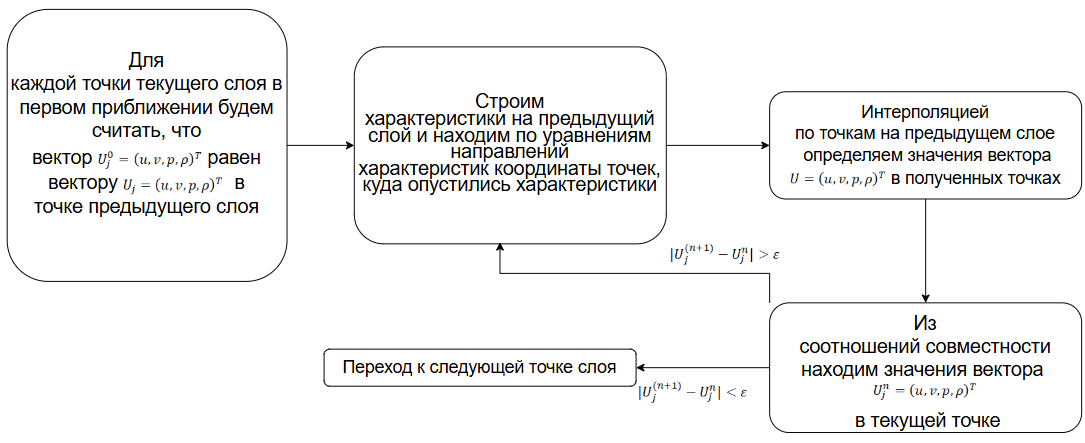 Для
каждой точки текущего слоя в
первом приближении будем
считать, что
вектор $U_j^0 = (u, v, p, \rho)^T$ равен
вектору $U_j = (u, v, p, \rho)^T$ в
точке предыдущего слоя
Строим
характеристики на предыдущий
слой и находим по уравнениям
направлений
характеристик координаты точек,
куда опустились характеристики
Интерполяцией
по точкам на предыдущем слое
определяем значения вектора
$U = (u, v, p, \rho)^T$ в полученных точках
$|U_j^{(n+1)} - U_j^n| > \varepsilon$
Из
соотношений совместности
находим значения вектора
$U_j^n = (u, v, p, \rho)^T$
в текущей точке
Переход к следующей точке слоя
$|U_j^{(n+1)} - U_j^n| < \varepsilon$